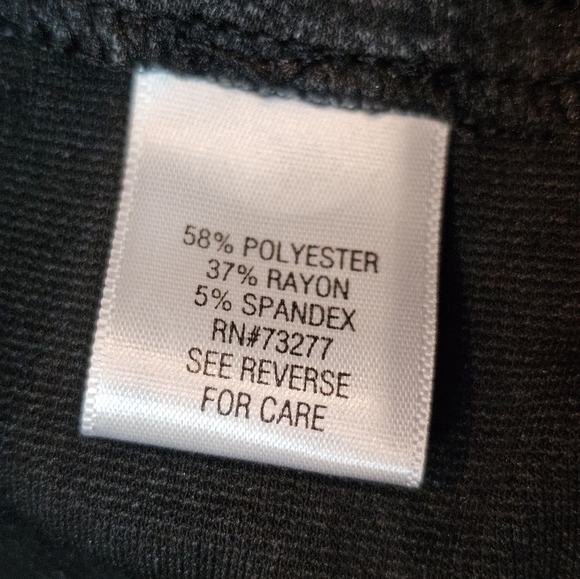 58% POLYESTER
37% RAYON
5% SPANDEX
RN#73277
SEE REVERSE
FOR CARE